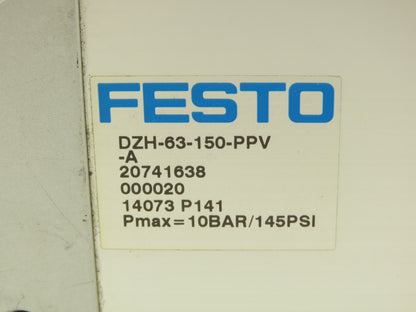 FESTO
DZH-63-150-PPV
-A
20741638
000020
14073 P141
Pmax=10BAR/145PSI